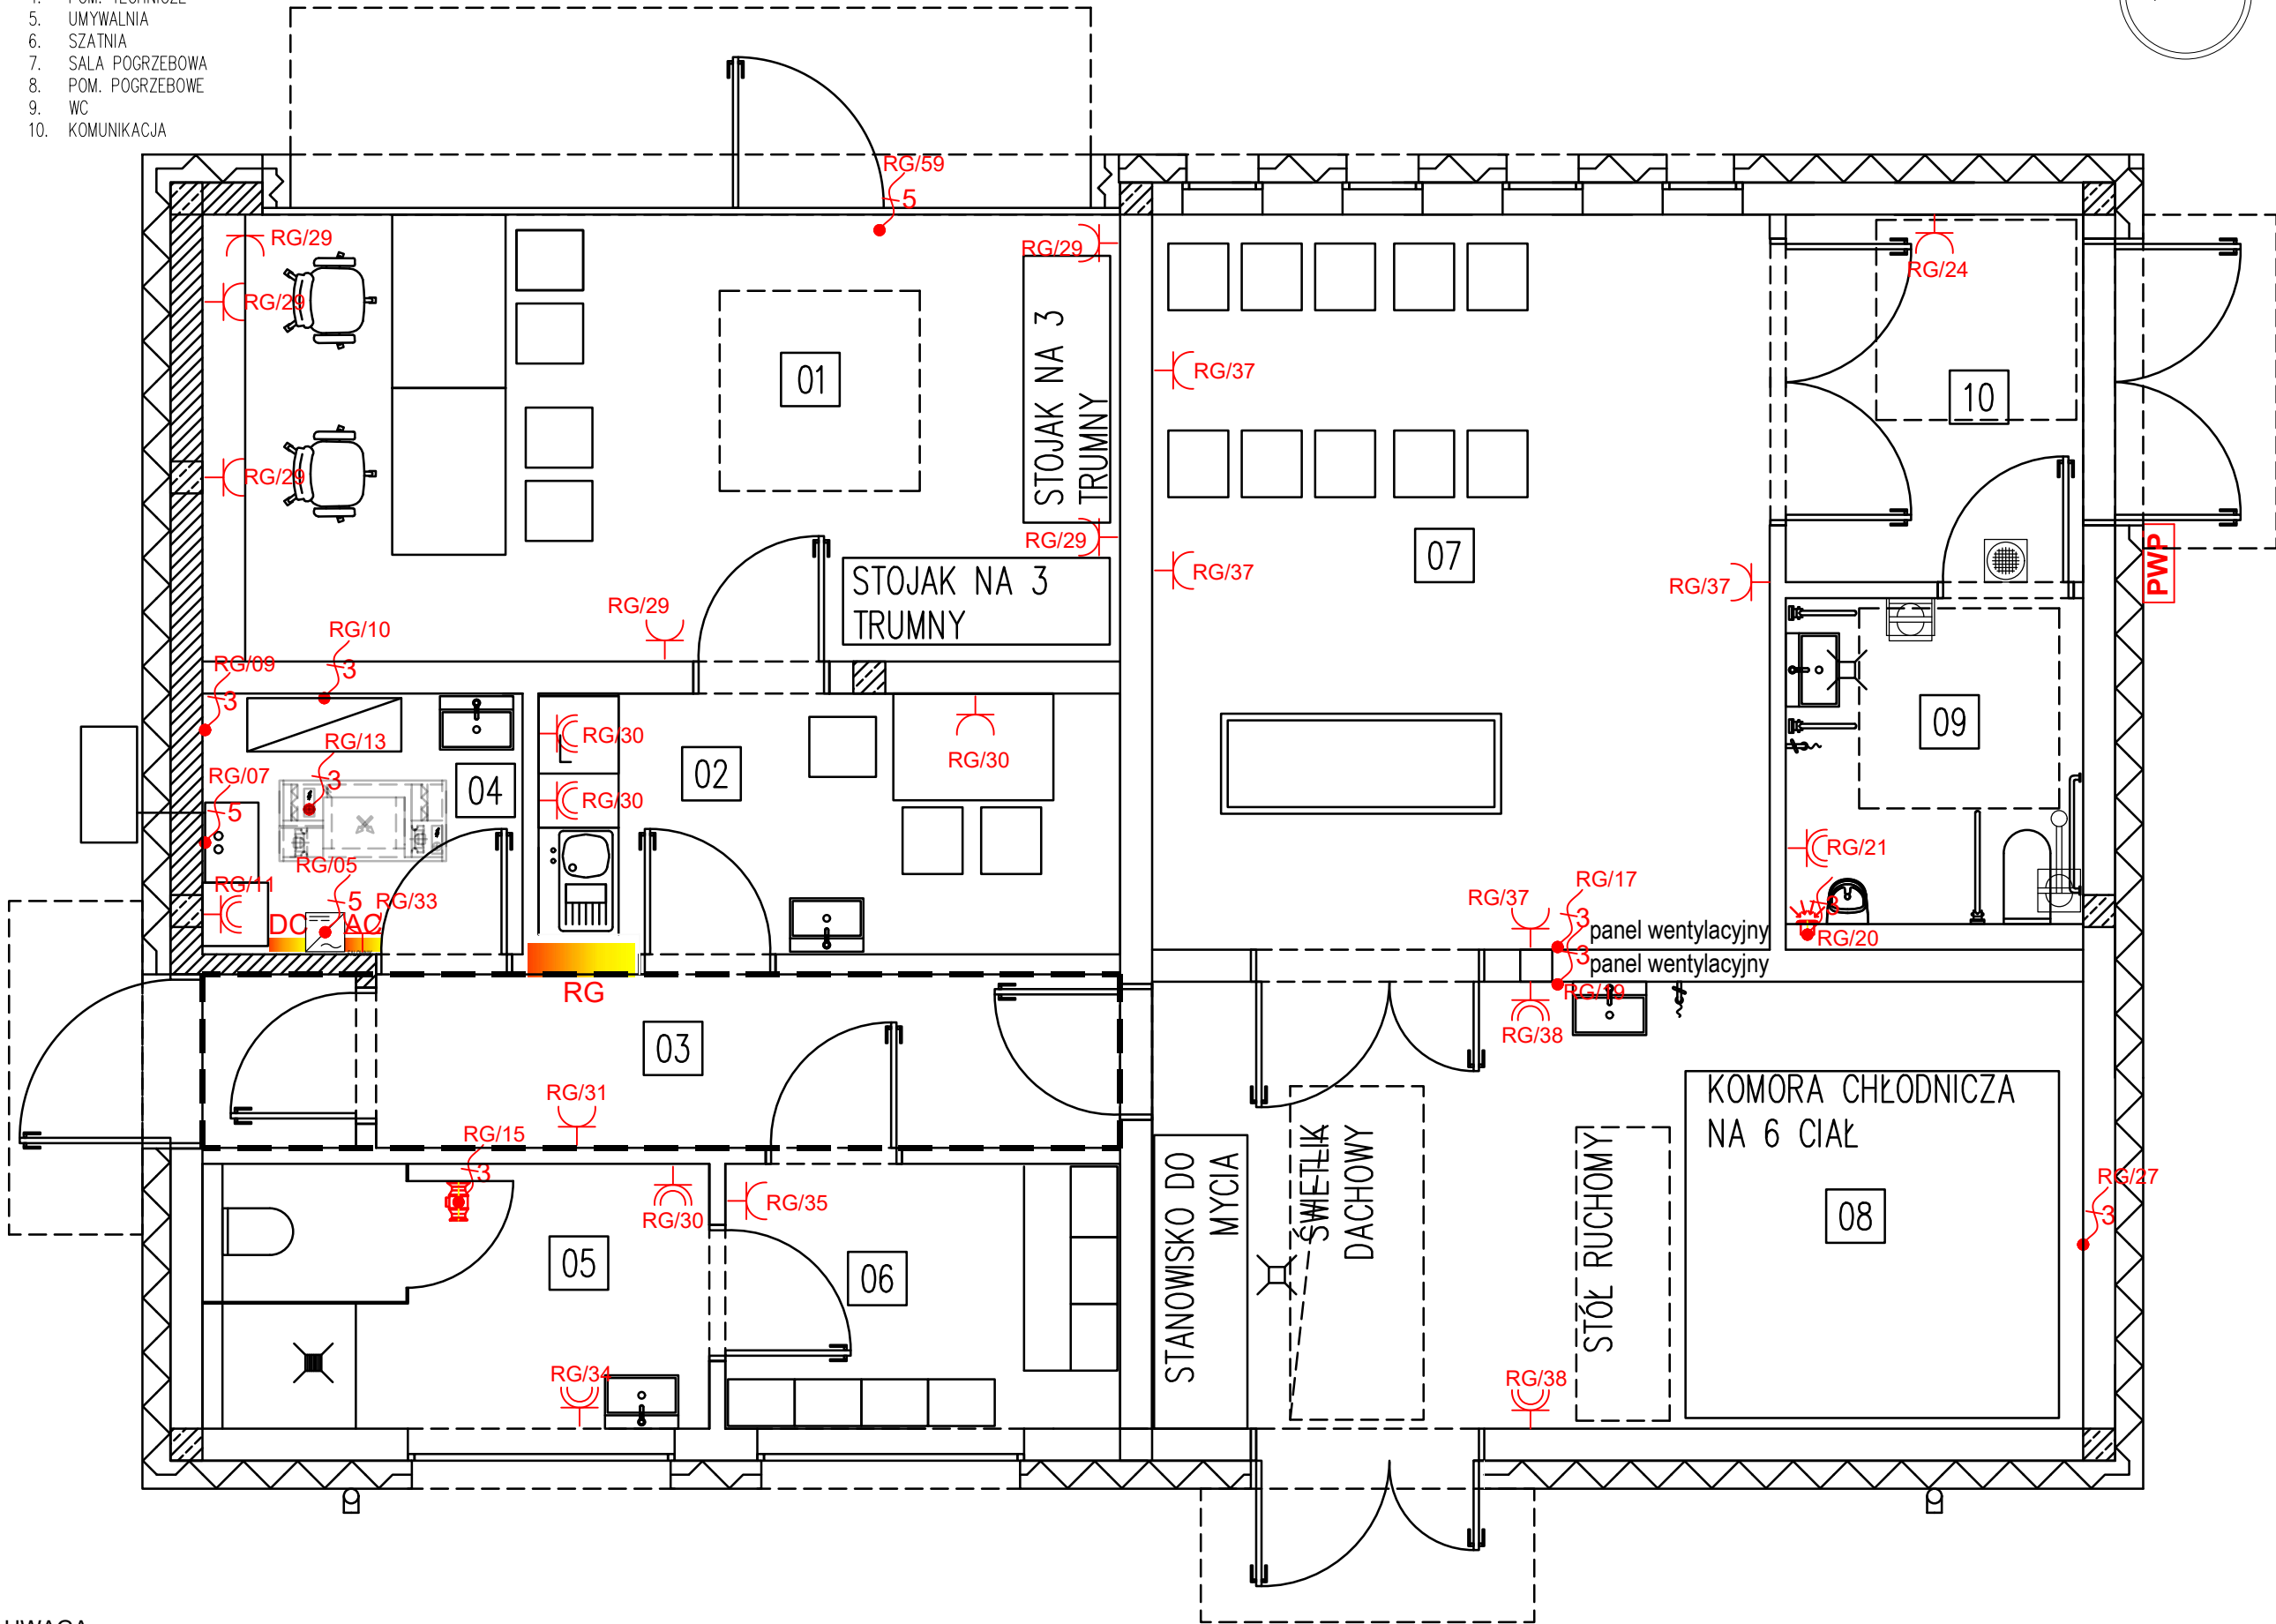 5. UMYWALNIA
6. SZATNIA
7. SALA POGRZEBOWA
8. POM. POGRZEBOWE
9. WC
10. KOMUNIKACJA
RG/59
5
RG/29
RG/29
RG/29
RG/29
RG/29
RG/29
01
STOJAK NA 3
TRUMNY
STOJAK NA 3
TRUMNY
RG/37
RG/37
RG/37
07
RG/24
10
PWP
RG/10
3
RG/09
3
RG/13
3
RG/07
5
04
RG/05
5
RG/11
RG/33
DC
AC
RG/30
RG/30
L
02
RG/30
RG
09
RG/21
3
RG/20
RG/37
RG/17
3
panel wentylacyjny
3
panel wentylacyjny
RG/19
RG/38
03
RG/31
RG/15
3
RG/30
RG/35
05
06
RG/34
STANOWISKO DO
MYCIA
ŚWIETLIK
DACHOWY
STÓŁ RUCHOMY
KOMORA CHŁODNICZA
NA 6 CIAŁ
08
RG/27
3
RG/38